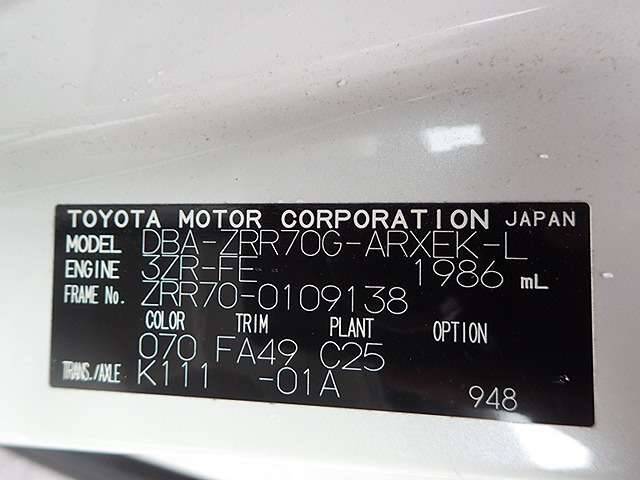 TOYOTA MOTOR CORPORATION JAPAN
MODEL DBA-ZRR70G-ARXEK-L
ENGINE 3ZR-FE 1986 mL
FRAME No. ZRR70-0109138
COLOR TRIM PLANT OPTION
070 FA49 C25
TRANS./AXLE K111 -01A
948